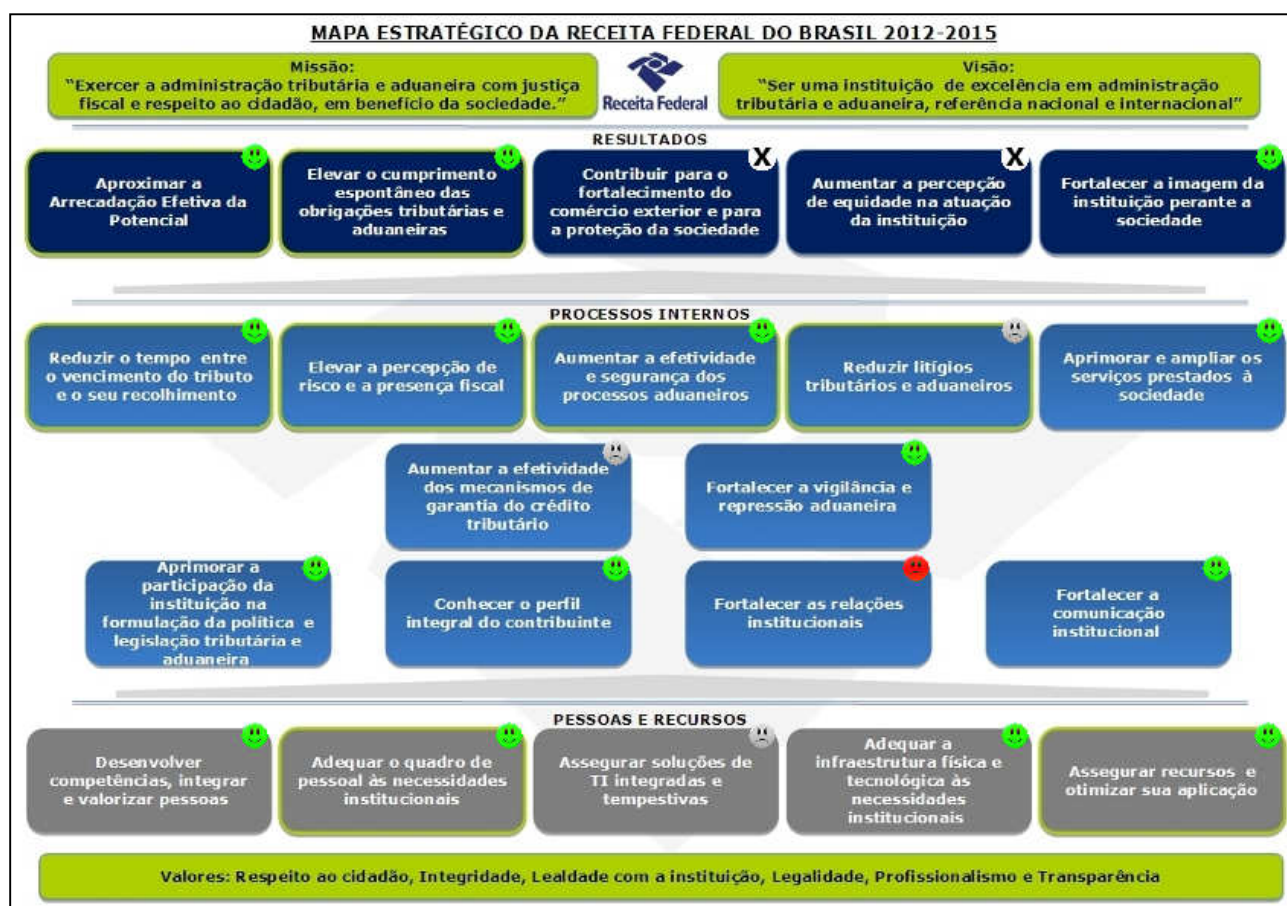 MAPA ESTRATÉGICO DA RECEITA FEDERAL DO BRASIL 2012-2015
Missão:
“Exercer a administração tributária e aduaneira com justiça
fiscal e respeito ao cidadão, em benefício da sociedade.”
Receita Federal
Visão:
“Ser uma instituição de excelência em administração
tributária e aduaneira, referência nacional e internacional”
RESULTADOS
Aproximar a
Arrecadação Efetiva da
Potencial
Elevar o cumprimento
espontâneo das
obrigações tributárias e
aduaneiras
X
Contribuir para o
fortalecimento do
comércio exterior e para
a proteção da sociedade
X
Aumentar a percepção
de equidade na atuação
da instituição
Fortalecer a imagem da
instituição perante a
sociedade
PROCESSOS INTERNOS
Reduzir o tempo entre
o vencimento do tributo
e o seu recolhimento
Elevar a percepção de
risco e a presença fiscal
Aumentar a efetividade
e segurança dos
processos aduaneiros
Reduzir litígios
tributários e aduaneiros
Aprimorar e ampliar os
serviços prestados à
sociedade
Aumentar a efetividade
dos mecanismos de
garantia do crédito
tributário
Fortalecer a vigilância e
repressão aduaneira
Aprimorar a
participação da
instituição na
formulação da política e
legislação tributária e
aduaneira
Conhecer o perfil
integral do contribuinte
Fortalecer as relações
institucionais
Fortalecer a
comunicação
institucional
PESSOAS E RECURSOS
Desenvolver
competências, integrar
e valorizar pessoas
Adequar o quadro de
pessoal às necessidades
institucionais
Assegurar soluções de
TI integradas e
tempestivas
Adequar a
infraestrutura física e
tecnológica às
necessidades
institucionais
Assegurar recursos e
otimizar sua aplicação
Valores: Respeito ao cidadão, Integridade, Lealdade com a instituição, Legalidade, Profissionalismo e Transparência